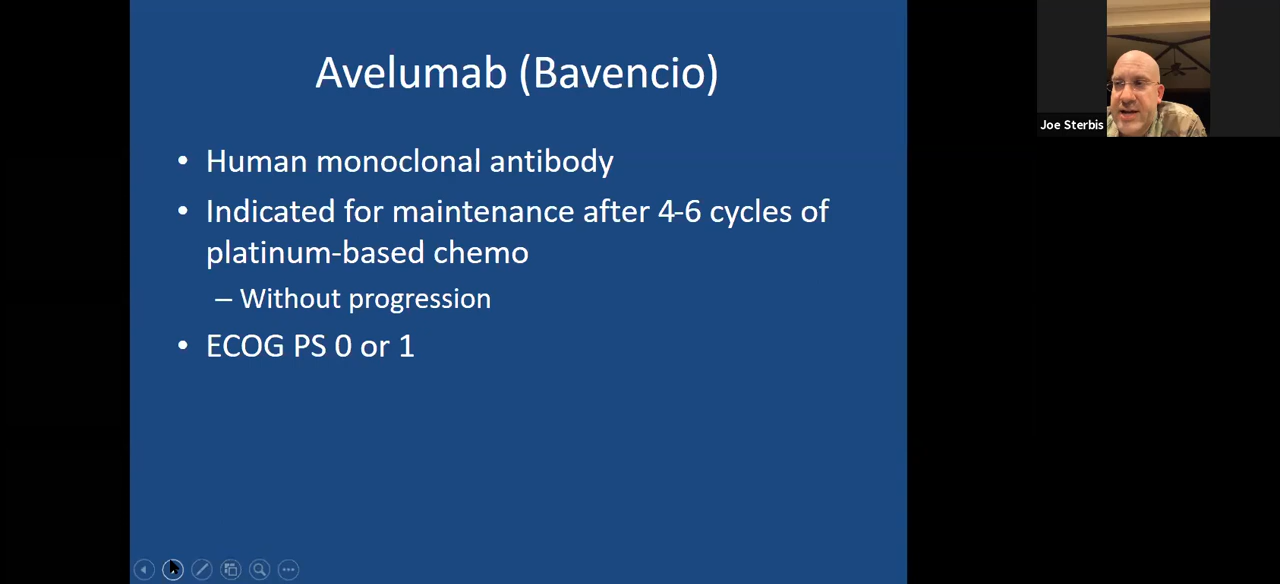 Avelumab (Bavencio)
• Human monoclonal antibody
• Indicated for maintenance after 4-6 cycles of
platinum-based chemo
– Without progression
• ECOG PS 0 or 1
Joe Sterbis